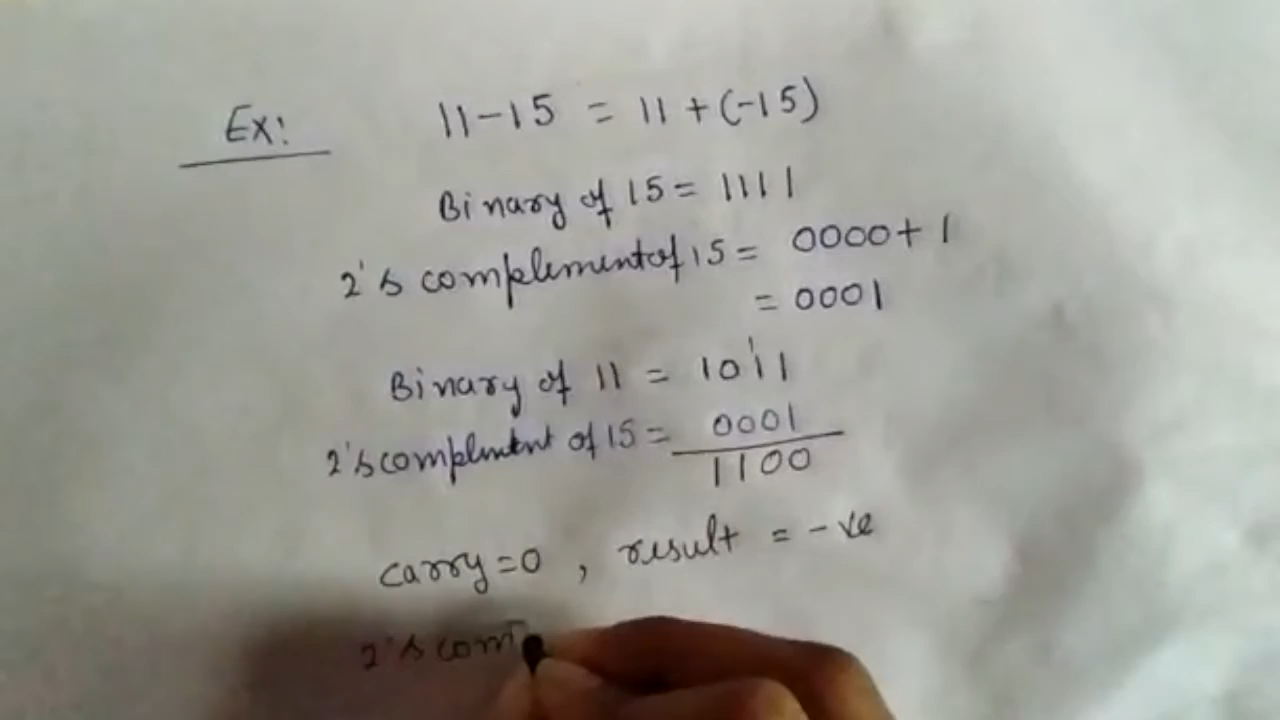 Ex: 11-15 = 11+(-15)
Binary of 15 = 1111
2's complement of 15 = 0000+1
= 0001
1
Binary of 11 = 1011
2's complement of 15 = 0001
1100
carry=0, result = -ve
2's com